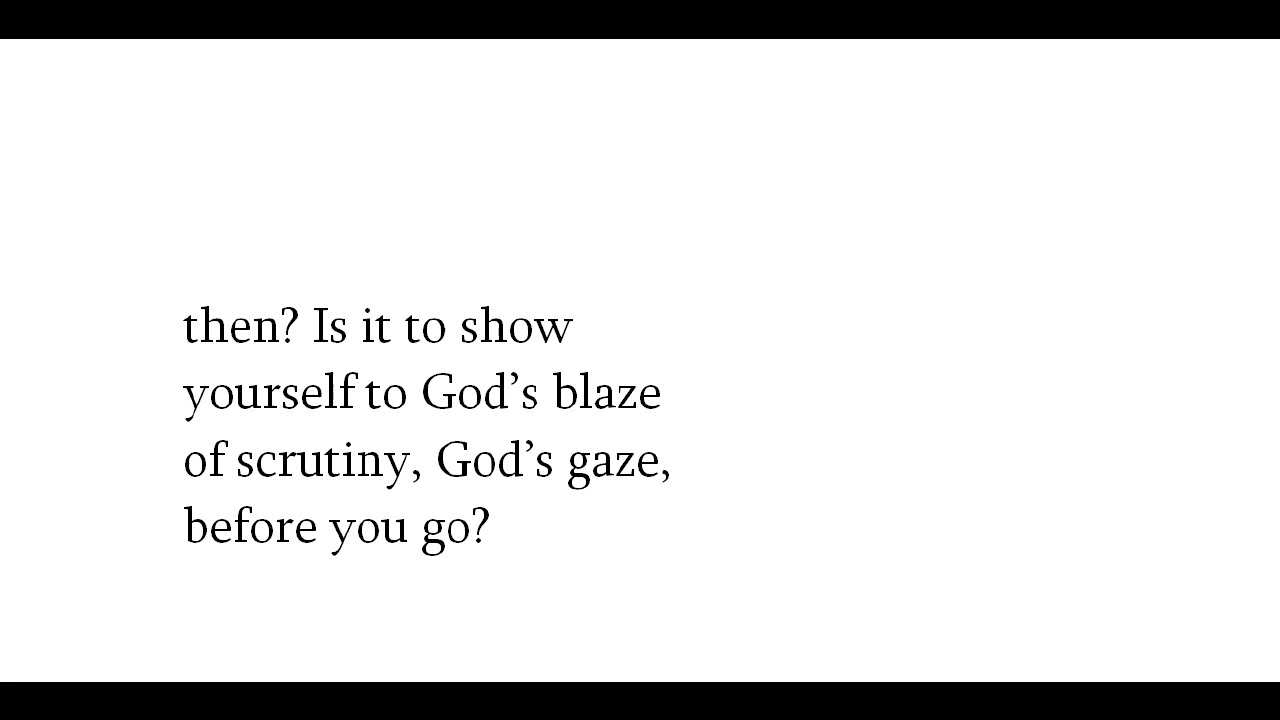 then? Is it to show
yourself to God’s blaze
of scrutiny, God’s gaze,
before you go?